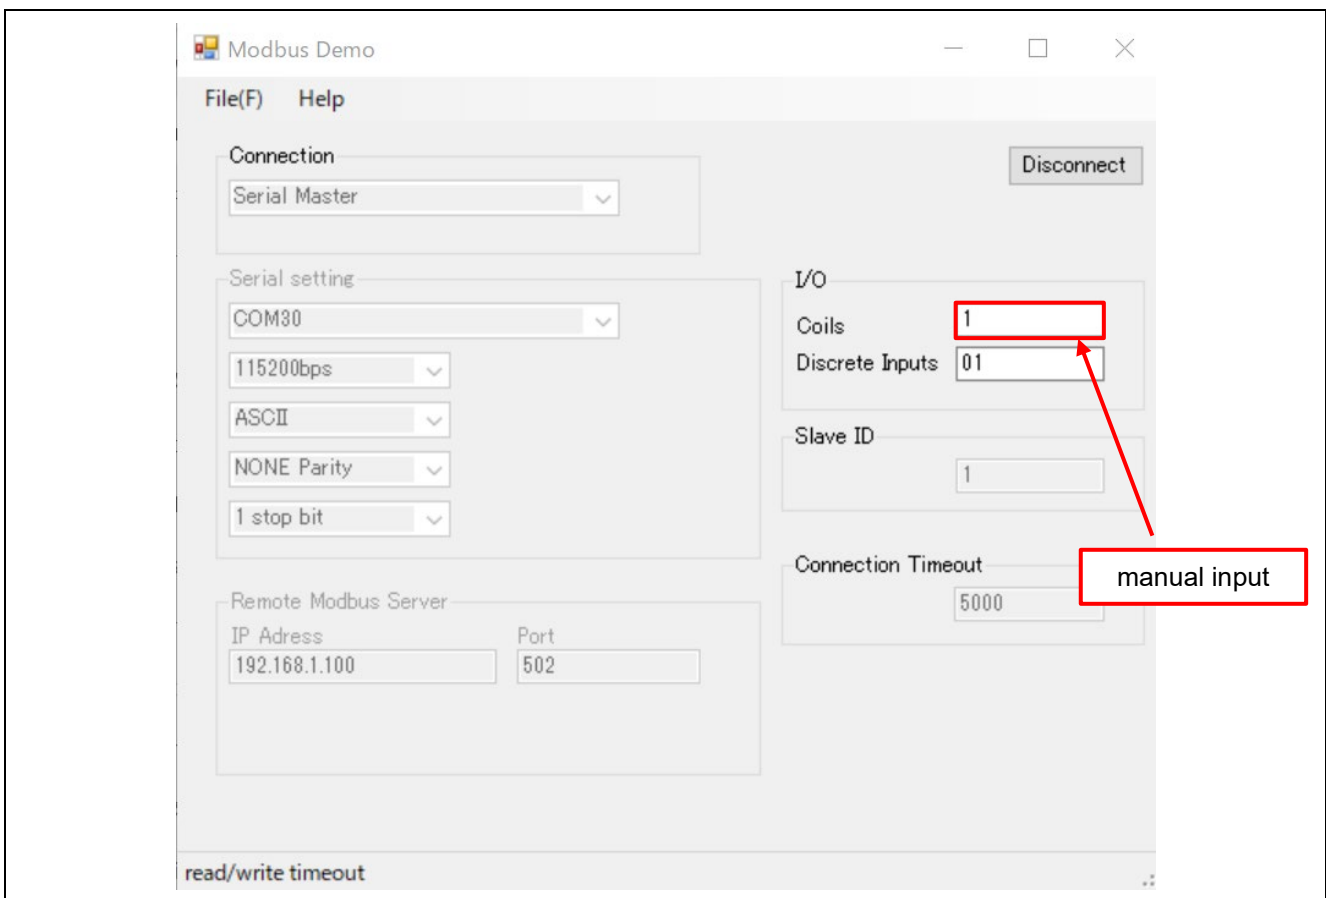 Modbus Demo
File(F) Help
Connection
Disconnect
Serial Master
Serial setting
COM30
115200bps
ASCII
NONE Parity
1 stop bit
I/O
Coils 1
Discrete Inputs 01
Slave ID
1
Connection Timeout
5000
manual input
Remote Modbus Server
IP Adress Port
192.168.1.100 502
read/write timeout